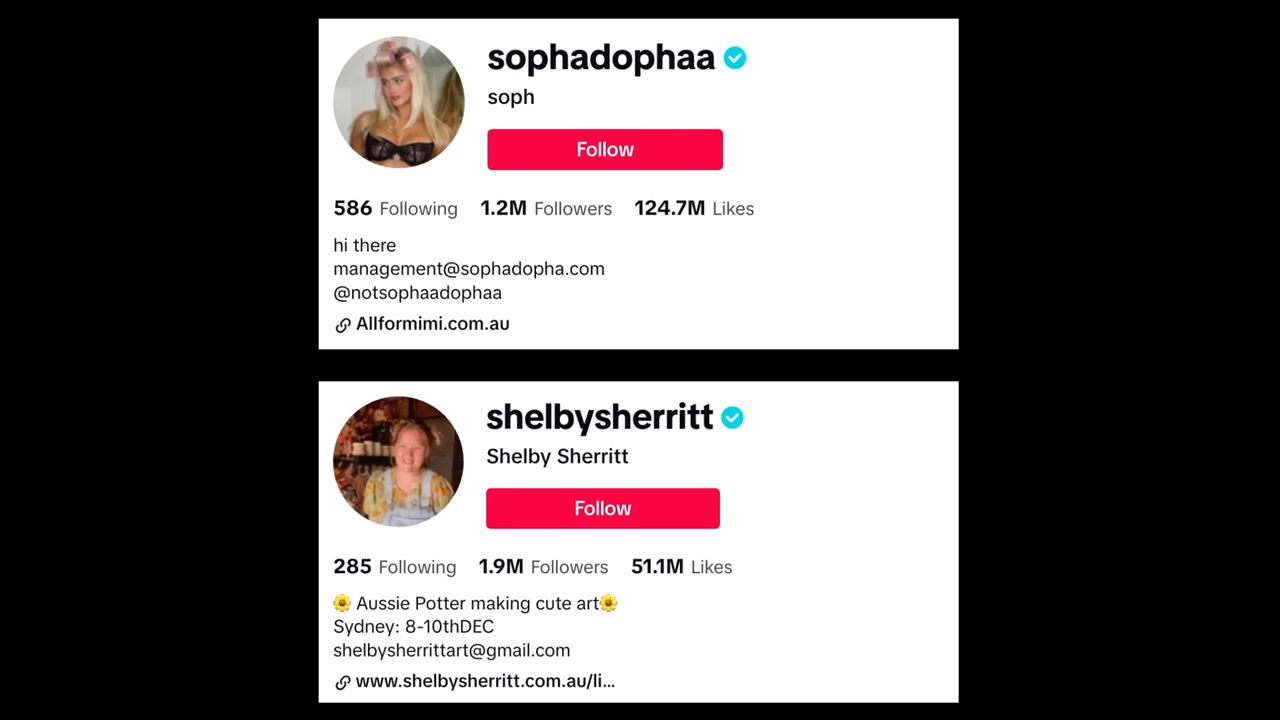 sophadophaa
soph
Follow
586 Following 1.2M Followers 124.7M Likes
hi there
management@sophadopha.com
@notsophaadophaa
Allformimi.com.au
shelbysherritt
Shelby Sherritt
Follow
285 Following 1.9M Followers 51.1M Likes
🌼 Aussie Potter making cute art🌼
Sydney: 8-10thDEC
shelbysherrittart@gmail.com
www.shelbysherritt.com.au/li...